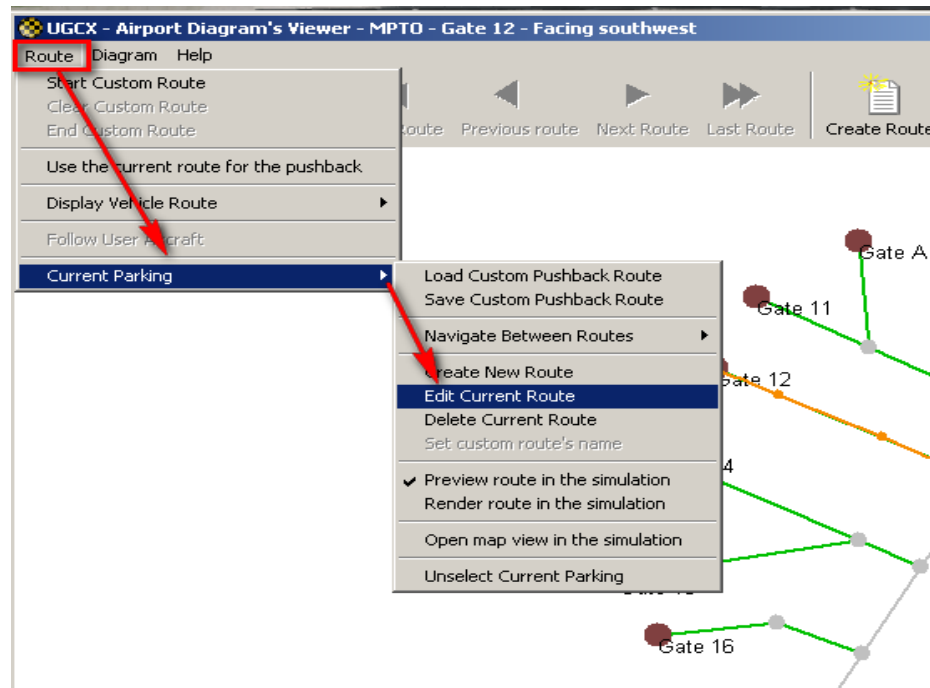 UGCX - Airport Diagram's Viewer - MPTO - Gate 12 - Facing southwest
Route Diagram Help
Start Custom Route
Clear Custom Route
End Custom Route
Route Previous route Next Route Last Route Create Route
Use the current route for the pushback
Display Vehicle Route
Follow User Aircraft
Current Parking
Load Custom Pushback Route
Save Custom Pushback Route
Navigate Between Routes
Create New Route
Edit Current Route
Delete Current Route
Set custom route's name
Preview route in the simulation
Render route in the simulation
Open map view in the simulation
Unselect Current Parking
Gate A
Gate 11
Gate 12
4
Gate 16